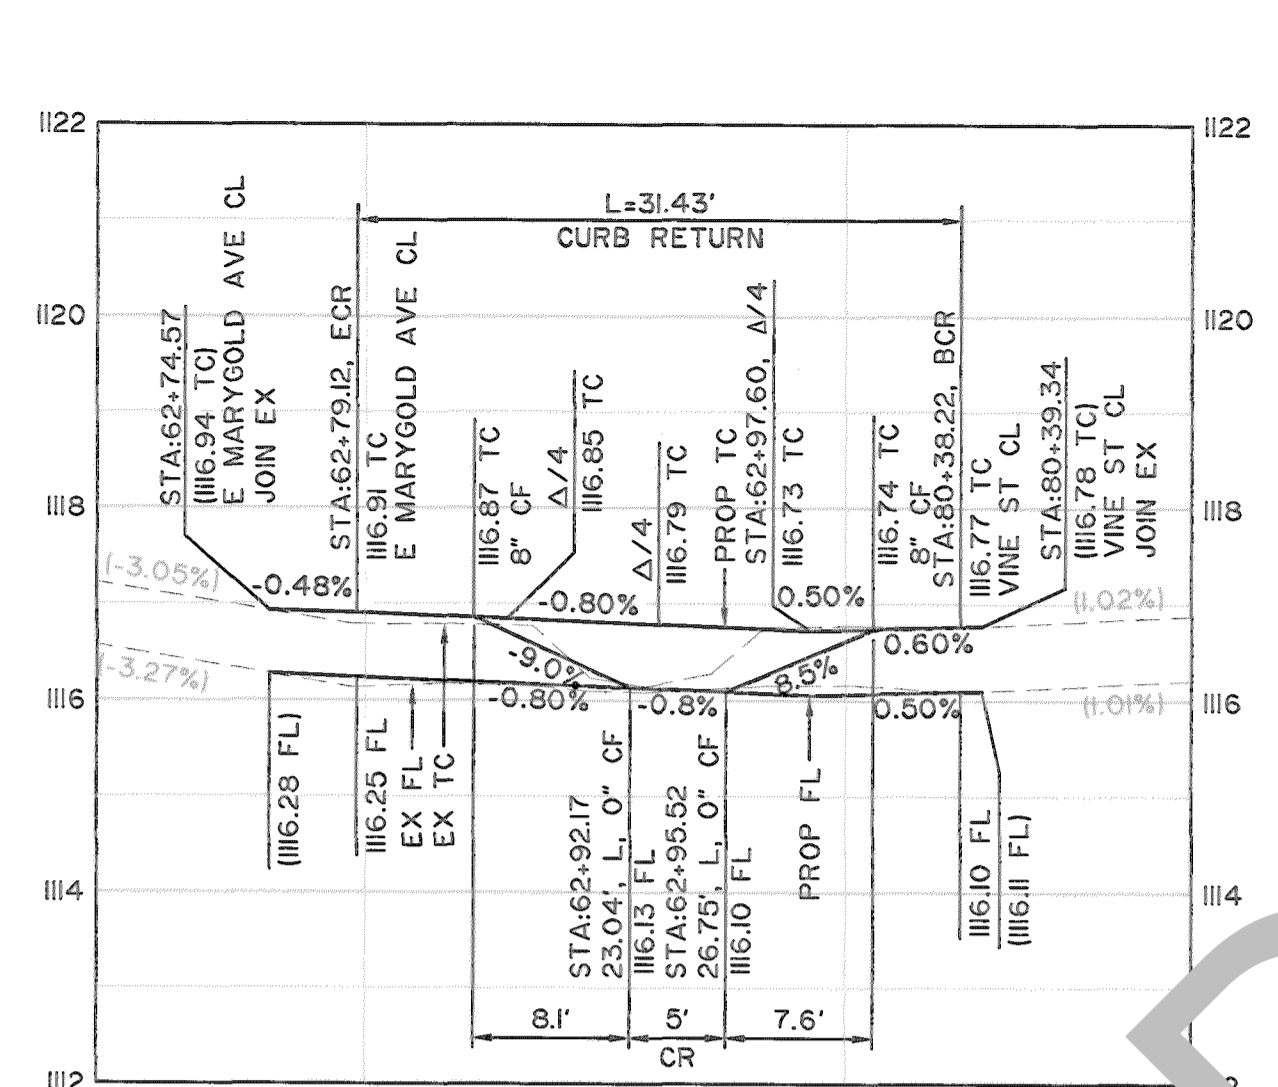 1122
1122
L=31.43'
CURB RETURN
1120
1120
STA:62+74.57
(1116.94 TC)
E MARYGOLD AVE CL
JOIN EX
STA:62+79.12, ECR
1116.91 TC
E MARYGOLD AVE CL
1116.87 TC
8" CF
Δ/4
1116.85 TC
Δ/4
1116.79 TC
PROP TC
STA:62+97.60, Δ/4
1116.73 TC
1116.74 TC
8" CF
STA:80+38.22, BCR
1116.77 TC
VINE ST CL
STA:80+39.34
(1116.78 TC)
VINE ST CL
JOIN EX
1118
1118
(-3.05%)
-0.48%
-0.80%
0.50%
(1.02%)
0.60%
(-3.27%)
-9.0%
8.5%
1116
-0.80%
-0.8%
0.50%
(1.01%)
1116
(1116.28 FL)
1116.25 FL
EX FL
EX TC
STA:62+92.17
23.04', L, 0" CF
1116.13 FL
STA:62+95.52
26.75', L, 0" CF
1116.10 FL
PROP FL
1116.10 FL
(1116.11 FL)
1114
1114
8.1'
5'
7.6'
CR
1112